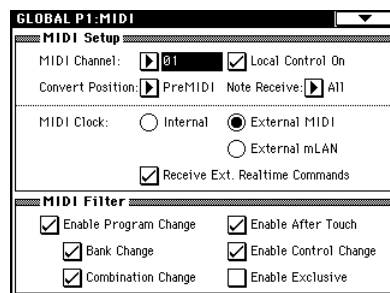 GLOBAL P1:MIDI
MIDI Setup
MIDI Channel: 01 Local Control On
Convert Position: PreMIDI Note Receive: All
MIDI Clock: Internal External MIDI
External mLAN
Receive Ext. Realtime Commands
MIDI Filter
Enable Program Change Enable After Touch
Bank Change Enable Control Change
Combination Change Enable Exclusive